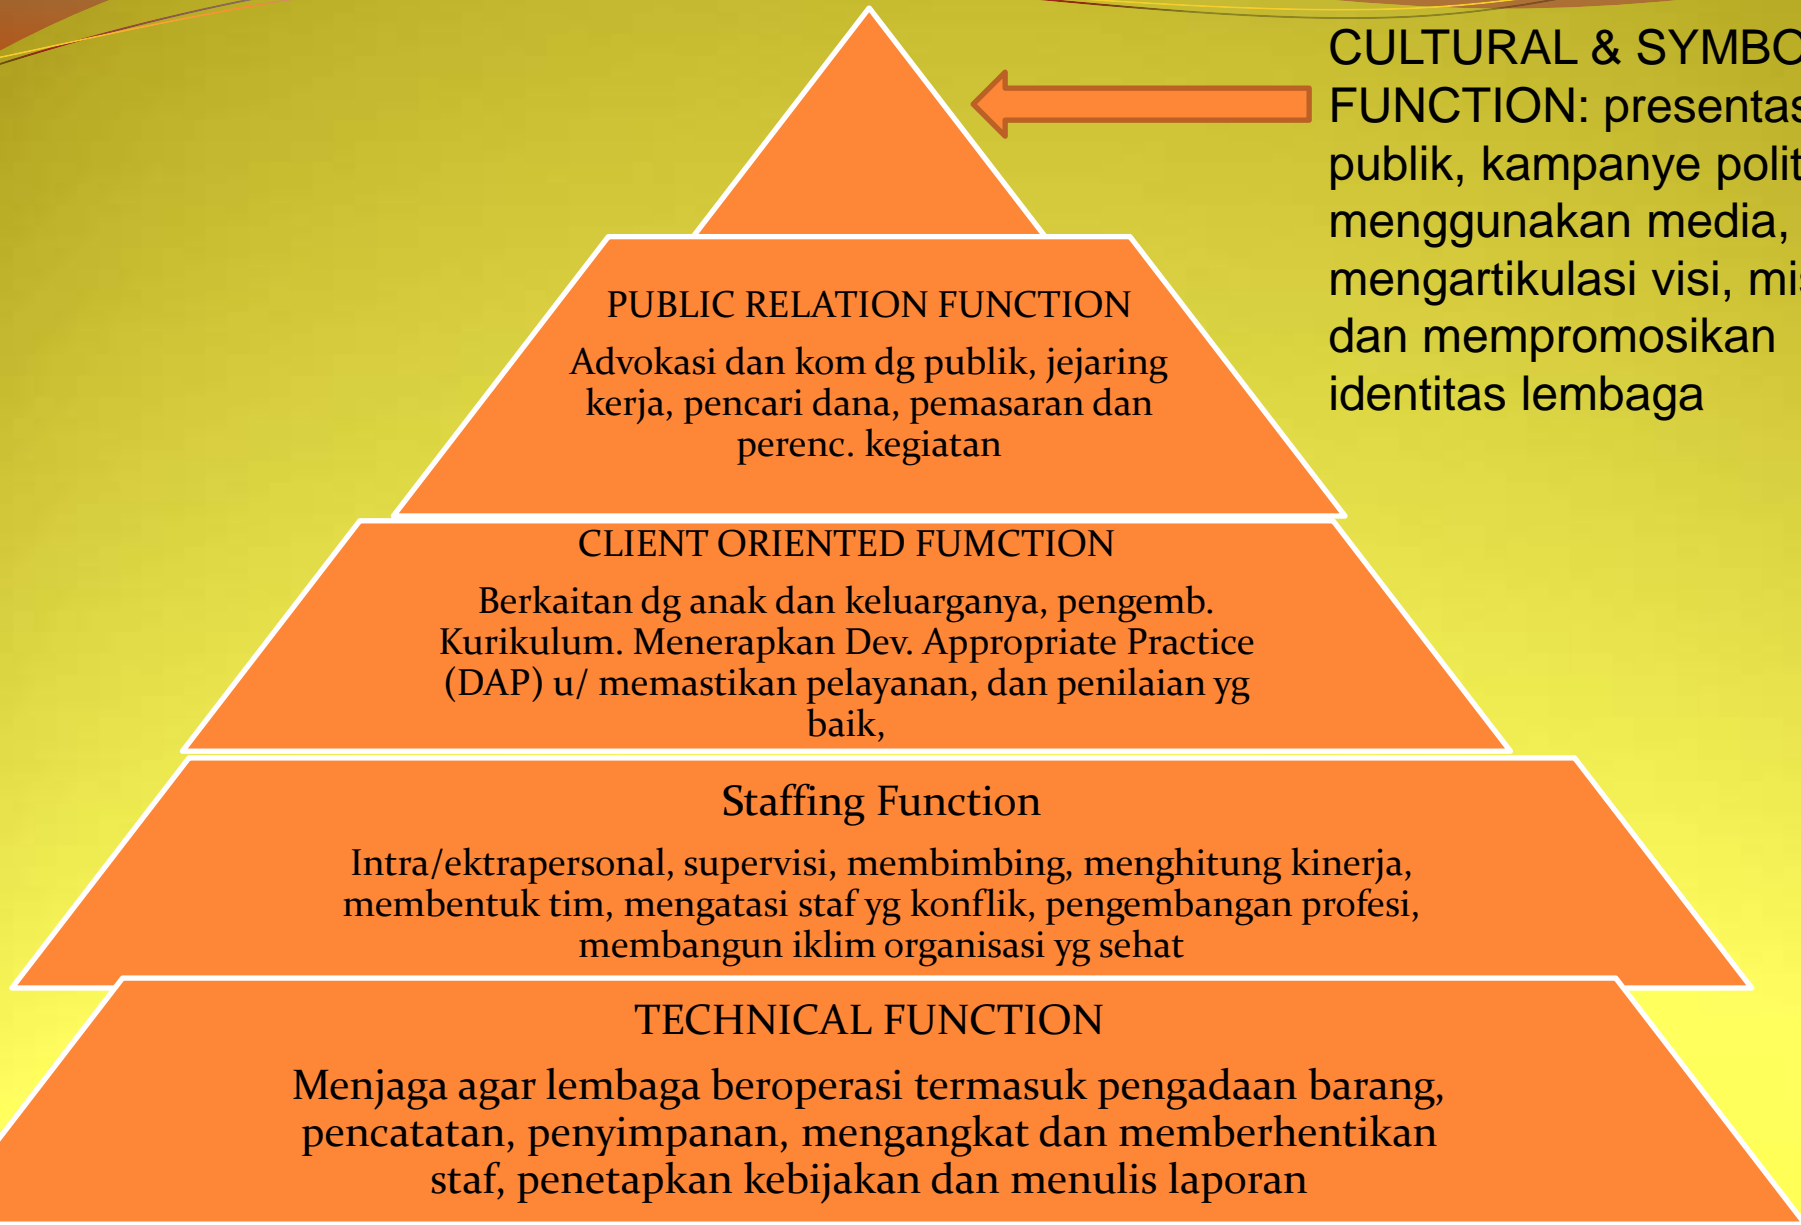 CULTURAL & SYMBO
FUNCTION: presentas
publik, kampanye polit
menggunakan media,
mengartikulasi visi, mis
dan mempromosikan
identitas lembaga
PUBLIC RELATION FUNCTION
Advokasi dan kom dg publik, jejaring
kerja, pencari dana, pemasaran dan
perenc. kegiatan
CLIENT ORIENTED FUMCTION
Berkaitan dg anak dan keluarganya, pengemb.
Kurikulum. Menerapkan Dev. Appropriate Practice
(DAP) u/ memastikan pelayanan, dan penilaian yg
baik,
Staffing Function
Intra/ektrapersonal, supervisi, membimbing, menghitung kinerja,
membentuk tim, mengatasi staf yg konflik, pengembangan profesi,
membangun iklim organisasi yg sehat
TECHNICAL FUNCTION
Menjaga agar lembaga beroperasi termasuk pengadaan barang,
pencatatan, penyimpanan, mengangkat dan memberhentikan
staf, penetapkan kebijakan dan menulis laporan